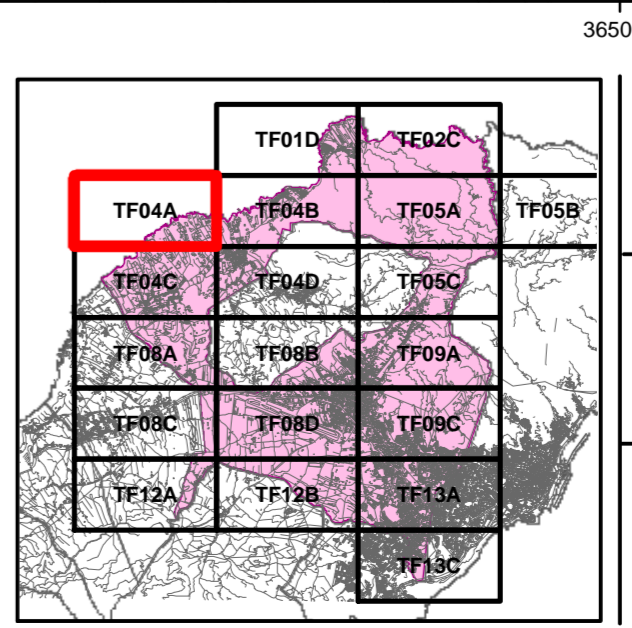 3650
TF01D TF02C
TF04A TF04B TF05A TF05B
TF04C TF04D TF05C
TF08A TF08B TF09A
TF08C TF08D TF09C
TF12A TF12B TF13A
TF13C